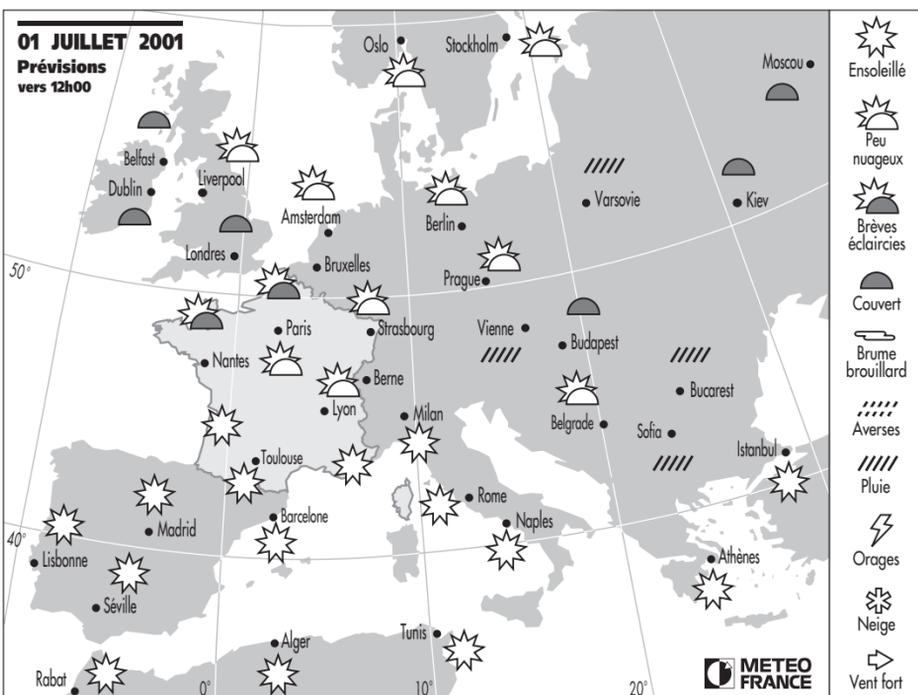 01 JUILLET 2001
Prévisions
vers 12h00
Oslo
Stockholm
Moscou
Belfast
Dublin
Liverpool
Amsterdam
Berlin
Varsovie
Kiev
Londres
Bruxelles
Prague
50°
Paris
Strasbourg
Vienne
Budapest
Nantes
Berne
Bucarest
Lyon
Milan
Belgrade
Sofia
Istanbul
Toulouse
Rome
Madrid
Barcelone
Naples
40°
Lisbonne
Athènes
Séville
Alger
Tunis
Rabat
0°
10°
20°
METEO
FRANCE
Ensoleillé
Peu
nuageux
Brèves
éclaircies
Couvert
Brume
brouillard
Averses
Pluie
Orages
Neige
Vent fort